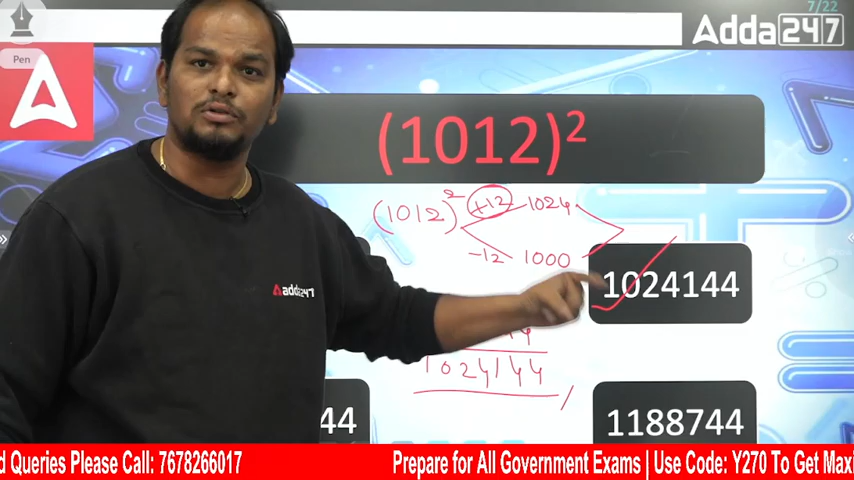 7/22
Pen
Adda247
(1012)²
(1012)² +12 1024
-12 1000
1024144
adda247
1024144
44
1188744
d Queries Please Call: 7678266017
Prepare for All Government Exams | Use Code: Y270 To Get Maxi